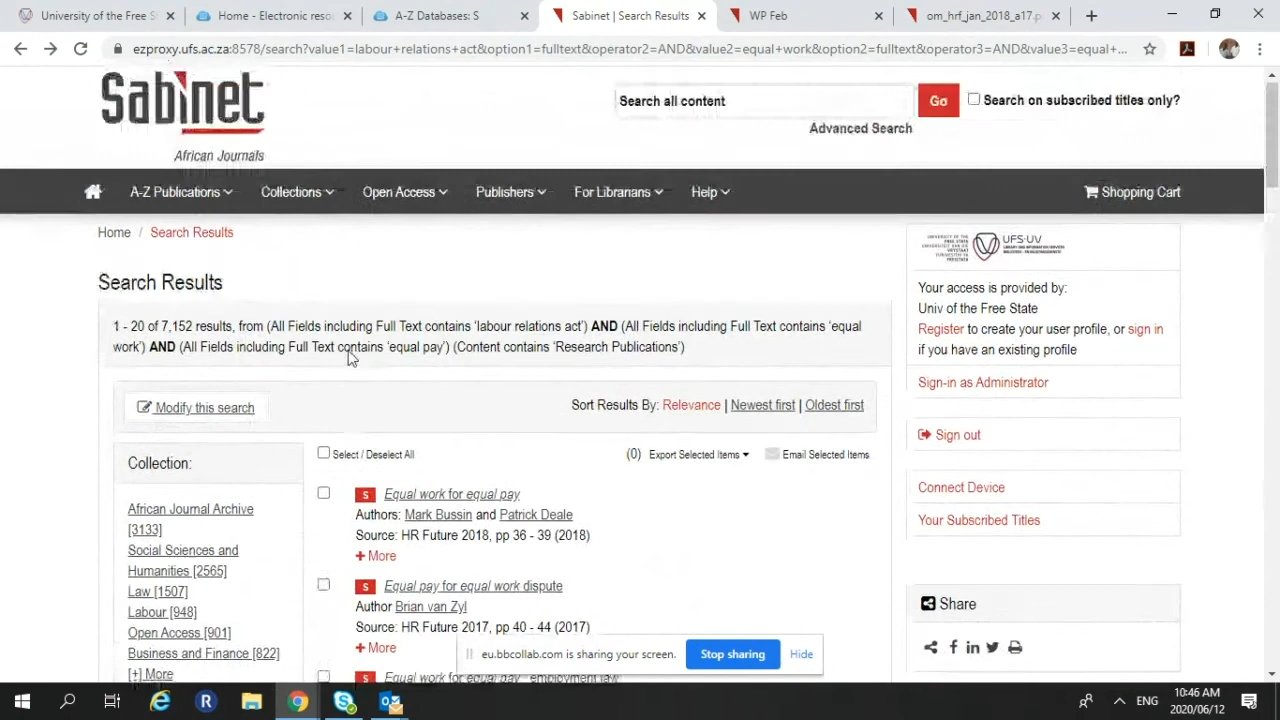 University of the Free S
Home - Electronic reso
A-Z Databases: S
Sabinet | Search Results
WP Feb
om_hrf_jan_2018_a17.p
ezproxy.ufs.ac.za:8578/search?value1=labour+relations+act&option1=fulltext&operator2=AND&value2=equal+work&option2=fulltext&operator3=AND&value3=equal+...
Sabinet
African Journals
Search all content
Go
Search on subscribed titles only?
Advanced Search
A-Z Publications
Collections
Open Access
Publishers
For Librarians
Help
Shopping Cart
Home / Search Results
Search Results
1 - 20 of 7,152 results, from (All Fields including Full Text contains 'labour relations act') AND (All Fields including Full Text contains 'equal
work') AND (All Fields including Full Text contains 'equal pay') (Content contains 'Research Publications')
Modify this search
Sort Results By: Relevance | Newest first | Oldest first
Collection:
African Journal Archive
[3133]
Social Sciences and
Humanities [2565]
Law [1507]
Labour [948]
Open Access [901]
Business and Finance [822]
[+] More
Select / Deselect All
(0) Export Selected Items
Email Selected Items
S Equal work for equal pay
Authors: Mark Bussin and Patrick Deale
Source: HR Future 2018, pp 36 - 39 (2018)
+ More
S Equal pay for equal work dispute
Author Brian van Zyl
Source: HR Future 2017, pp 40 - 44 (2017)
+ More
S Equal work for equal pay - employment law
UFS·UV
Your access is provided by:
Univ of the Free State
Register to create your user profile, or sign in
if you have an existing profile
Sign-in as Administrator
Sign out
Connect Device
Your Subscribed Titles
Share
eu.bbcollab.com is sharing your screen.
Stop sharing
Hide
ENG
10:46 AM
2020/06/12